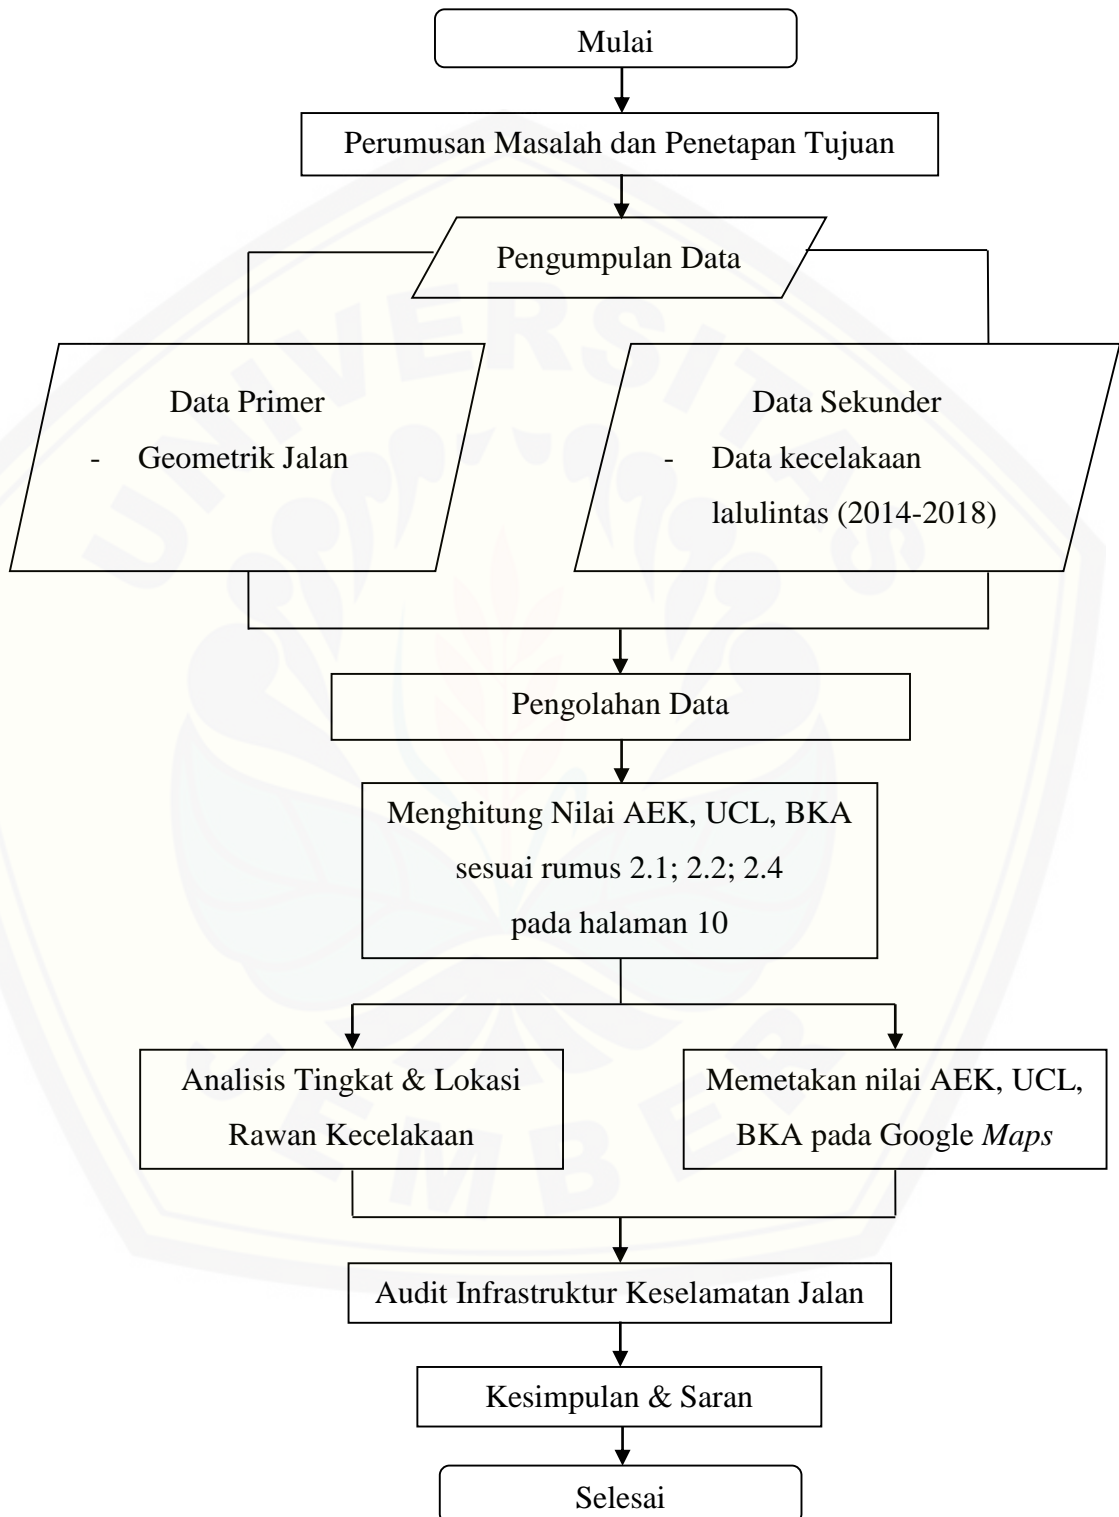 Mulai
Perumusan Masalah dan Penetapan Tujuan
Pengumpulan Data
Data Primer
- Geometrik Jalan
Data Sekunder
- Data kecelakaan
lalulintas (2014-2018)
Pengolahan Data
Menghitung Nilai AEK, UCL, BKA
sesuai rumus 2.1; 2.2; 2.4
pada halaman 10
Analisis Tingkat & Lokasi
Rawan Kecelakaan
Memetakan nilai AEK, UCL,
BKA pada Google Maps
Audit Infrastruktur Keselamatan Jalan
Kesimpulan & Saran
Selesai
UNIVERSITAS
JEMBER